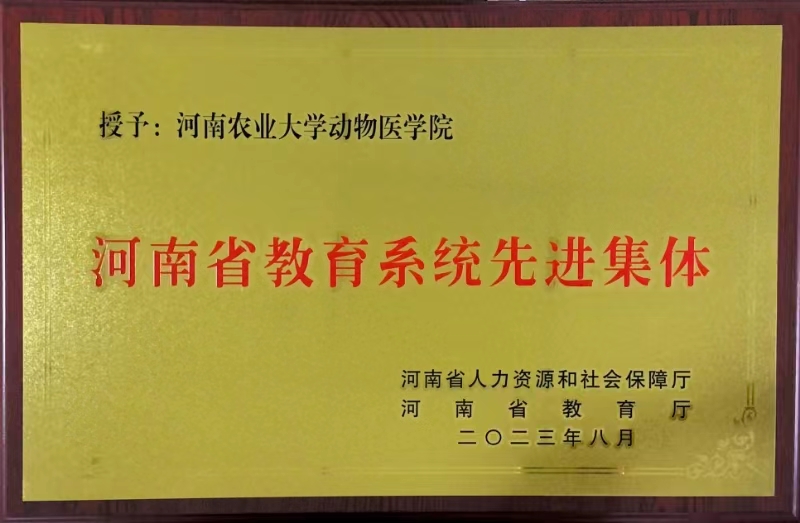 授予：河南农业大学动物医学院
河南省教育系统先进集体
河南省人力资源和社会保障厅
河南省教育厅
二〇二三年八月